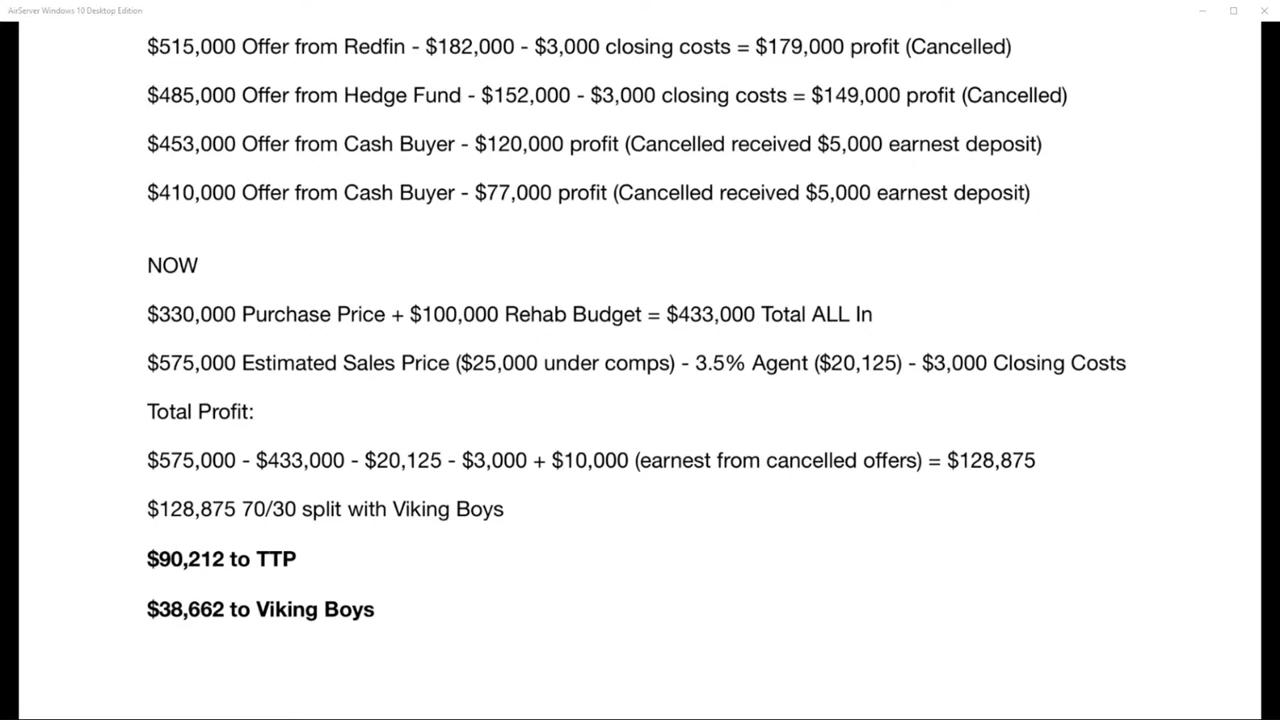 AirServer Windows 10 Desktop Edition
$515,000 Offer from Redfin - $182,000 - $3,000 closing costs = $179,000 profit (Cancelled)
$485,000 Offer from Hedge Fund - $152,000 - $3,000 closing costs = $149,000 profit (Cancelled)
$453,000 Offer from Cash Buyer - $120,000 profit (Cancelled received $5,000 earnest deposit)
$410,000 Offer from Cash Buyer - $77,000 profit (Cancelled received $5,000 earnest deposit)
NOW
$330,000 Purchase Price + $100,000 Rehab Budget = $433,000 Total ALL In
$575,000 Estimated Sales Price ($25,000 under comps) - 3.5% Agent ($20,125) - $3,000 Closing Costs
Total Profit:
$575,000 - $433,000 - $20,125 - $3,000 + $10,000 (earnest from cancelled offers) = $128,875
$128,875 70/30 split with Viking Boys
$90,212 to TTP
$38,662 to Viking Boys